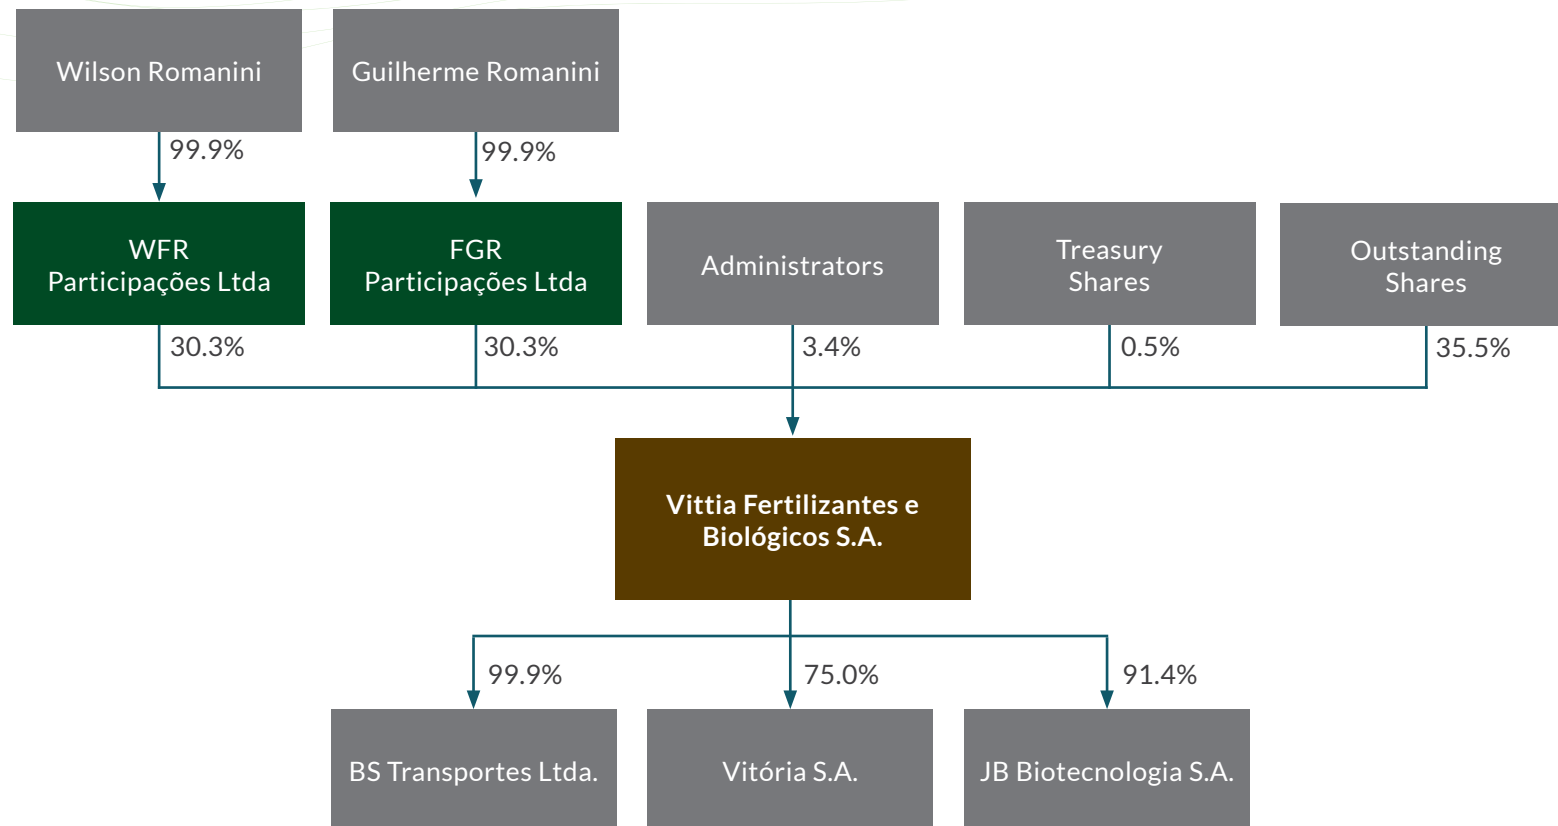 Wilson Romanini
Guilherme Romanini
99.9%
99.9%
WFR
Participações Ltda
FGR
Participações Ltda
Administrators
Treasury
Shares
Outstanding
Shares
30.3%
30.3%
3.4%
0.5%
35.5%
Vittia Fertilizantes e
Biológicos S.A.
99.9%
75.0%
91.4%
BS Transportes Ltda.
Vitória S.A.
JB Biotecnologia S.A.